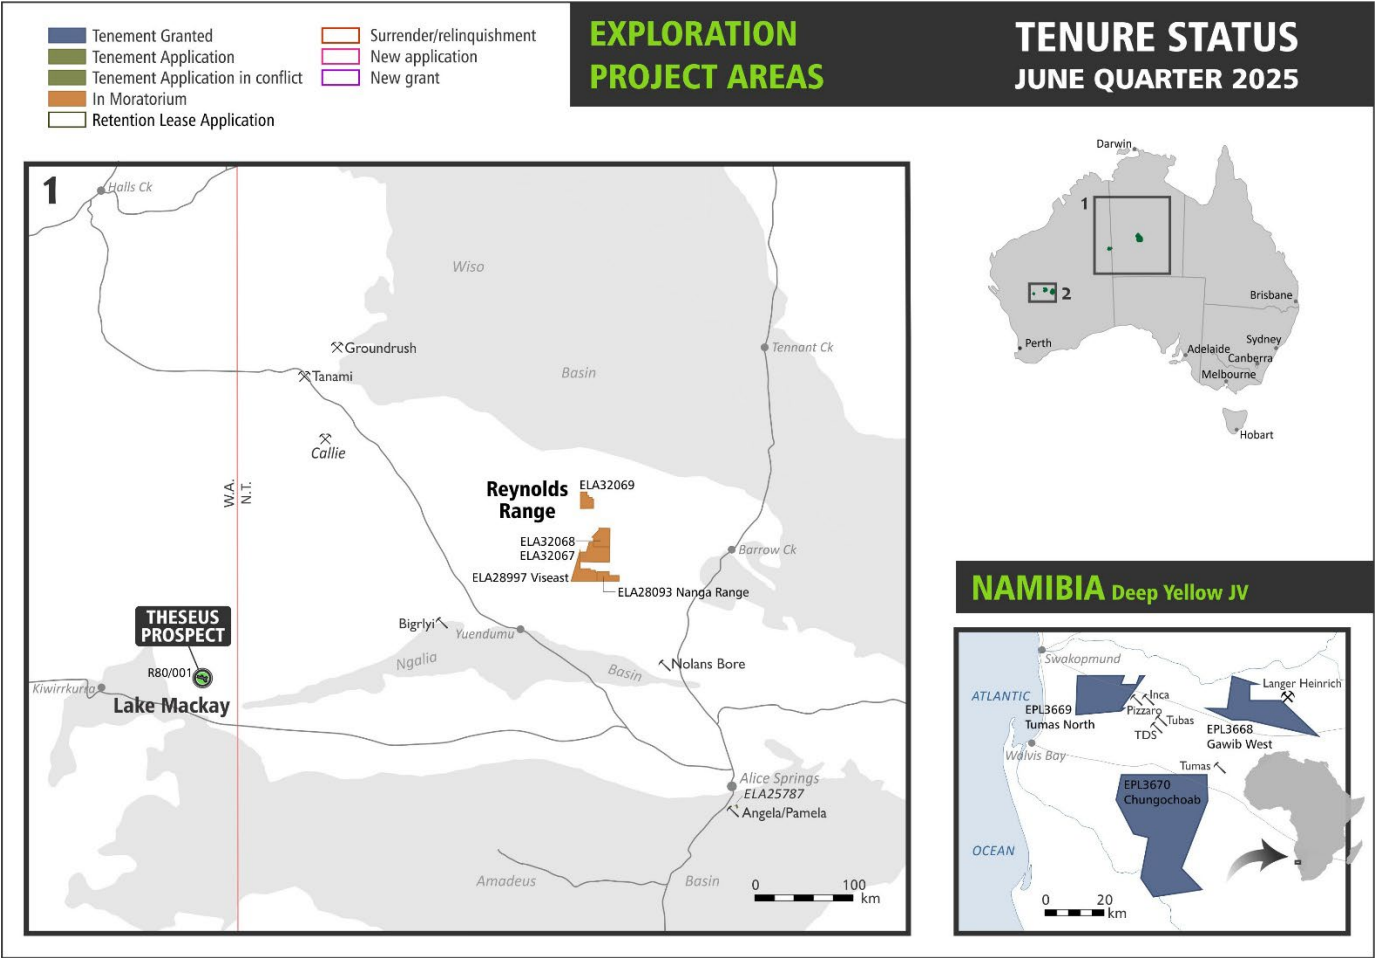 Tenement Granted
Tenement Application
Tenement Application in conflict
In Moratorium
Retention Lease Application
Surrender/relinquishment
New application
New grant
EXPLORATION
PROJECT AREAS
TENURE STATUS
JUNE QUARTER 2025
1
Halls Ck
Wiso
Basin
Groundrush
Tanami
Callie
Tennant Ck
W.A.
N.T.
Reynolds
Range
ELA32069
ELA32068
ELA32067
ELA28997 Viseast
ELA28093 Nanga Range
Barrow Ck
THESEUS
PROSPECT
R80/001
Kiwirrkurra
Lake Mackay
Bigrlyi
Yuendumu
Ngalia
Basin
Nolans Bore
Alice Springs
ELA25787
Angela/Pamela
Amadeus
Basin
0 100
km
Darwin
1
2
Brisbane
Perth
Sydney
Adelaide
Canberra
Melbourne
Hobart
NAMIBIA Deep Yellow JV
Swakopmund
ATLANTIC
EPL3669
Tumas North
Inca
Pizzaro
Tubas
TDS
Langer Heinrich
EPL3668
Gawib West
Walvis Bay
Tumas
EPL3670
Chungochoab
OCEAN
0 20
km